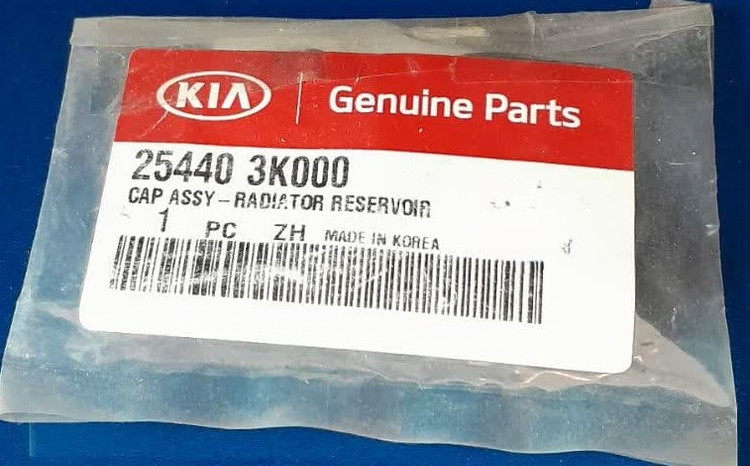 KIA Genuine Parts
25440 3K000
CAP ASSY-RADIATOR RESERVOIR
1 PC ZH MADE IN KOREA